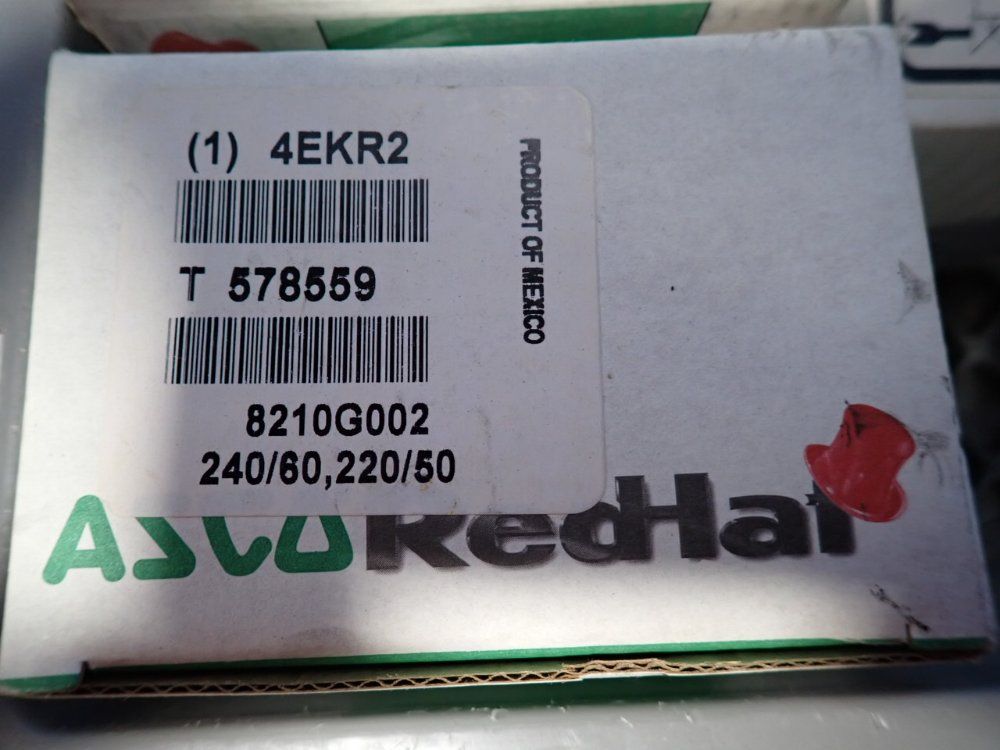 (1) 4EKR2
T 578559
8210G002
240/60,220/50
PRODUCT OF MEXICO
ASCO RedHat